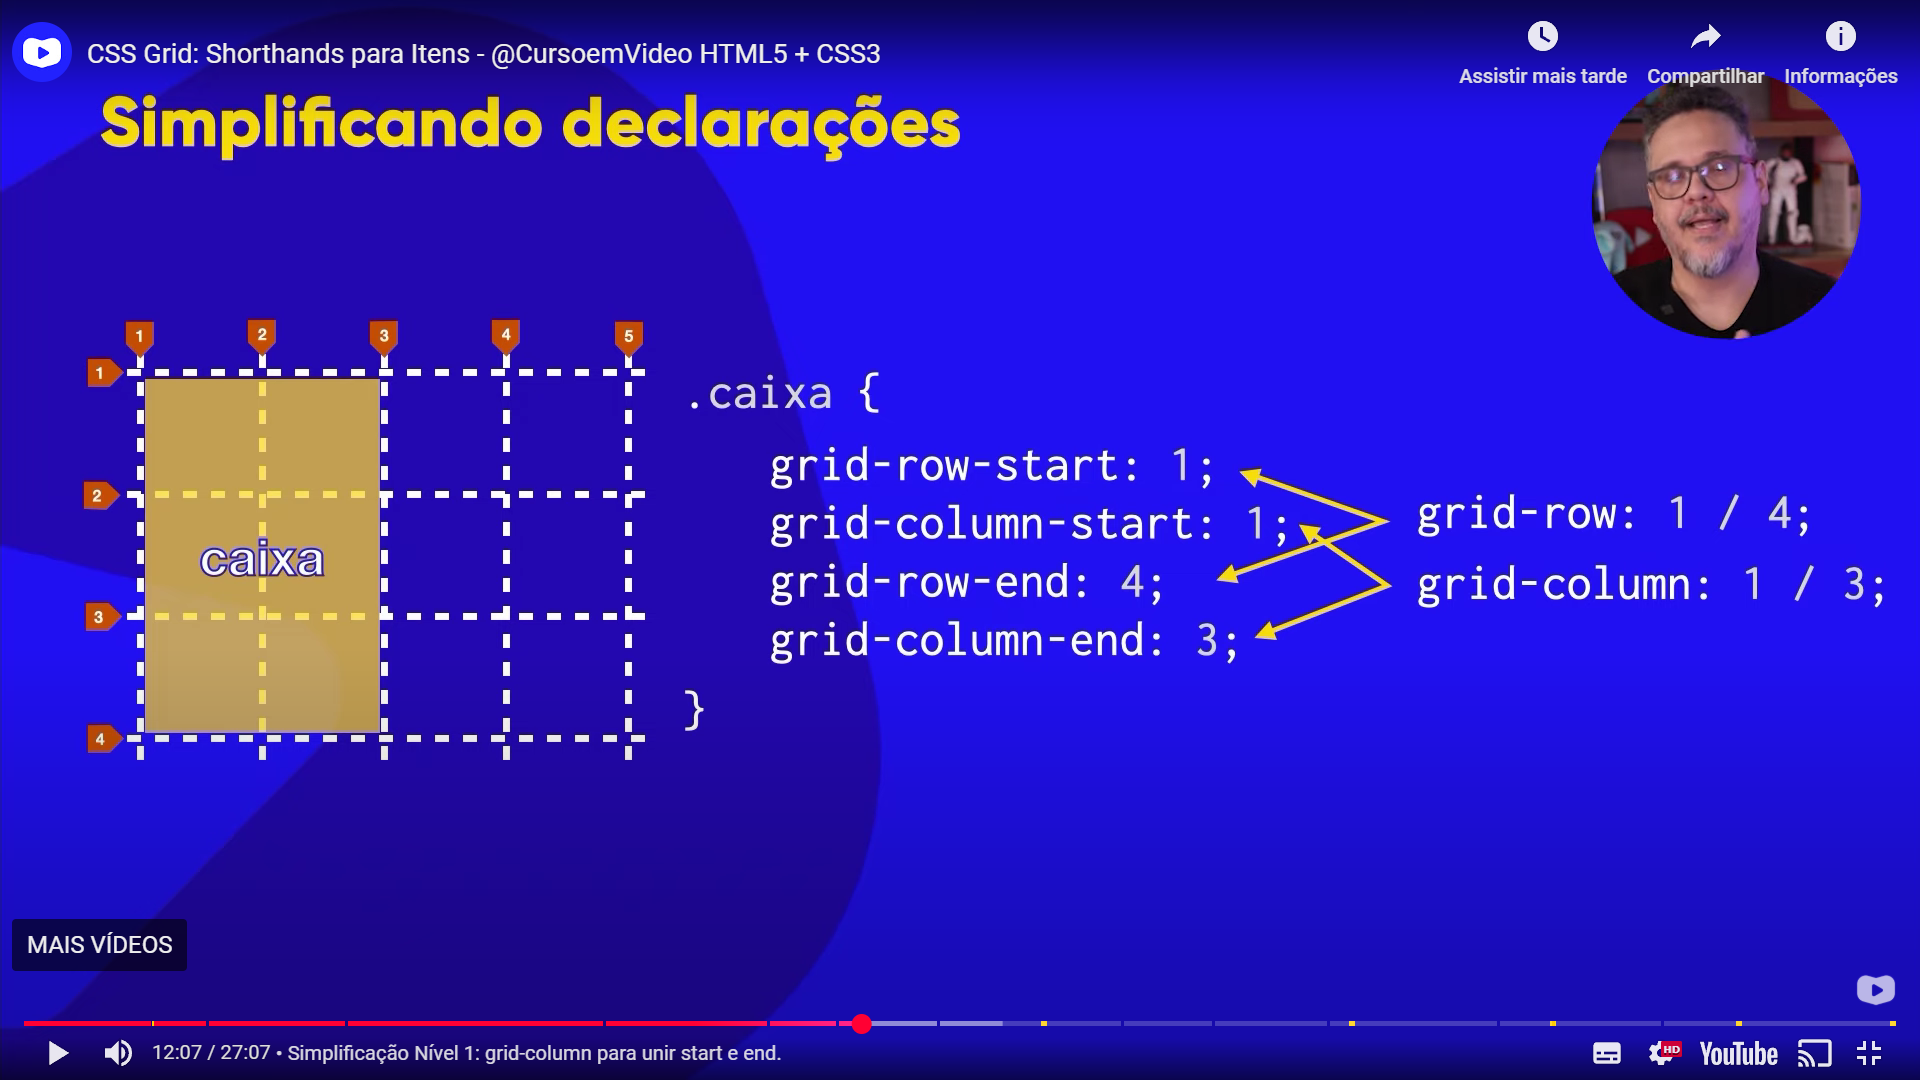 CSS Grid: Shorthands para Itens - @CursoemVideo HTML5 + CSS3
Assistir mais tarde
Compartilhar
Informações
Simplificando declarações
1
2
3
4
5
1
2
3
4
caixa
.caixa {
grid-row-start: 1;
grid-column-start: 1;
grid-row-end: 4;
grid-column-end: 3;
}
grid-row: 1 / 4;
grid-column: 1 / 3;
MAIS VÍDEOS
12:07 / 27:07 • Simplificação Nível 1: grid-column para unir start e end.
HD
YouTube